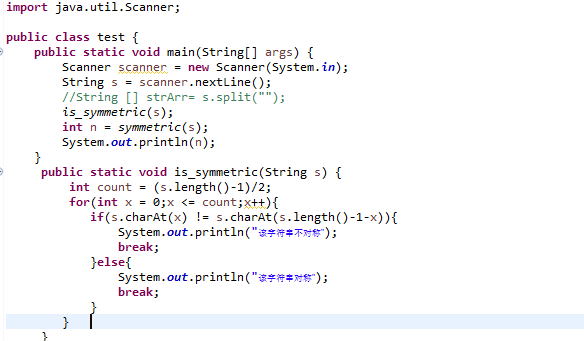 import java.util.Scanner;
public class test {
public static void main(String[] args) {
Scanner scanner = new Scanner(System.in);
String s = scanner.nextLine();
//String [] strArr= s.split("");
is_symmetric(s);
int n = symmetric(s);
System.out.println(n);
}
public static void is_symmetric(String s) {
int count = (s.length()-1)/2;
for(int x = 0;x <= count;x++){
if(s.charAt(x) != s.charAt(s.length()-1-x)){
System.out.println("该字符串不对称");
break;
}else{
System.out.println("该字符串对称");
break;
}
}
}